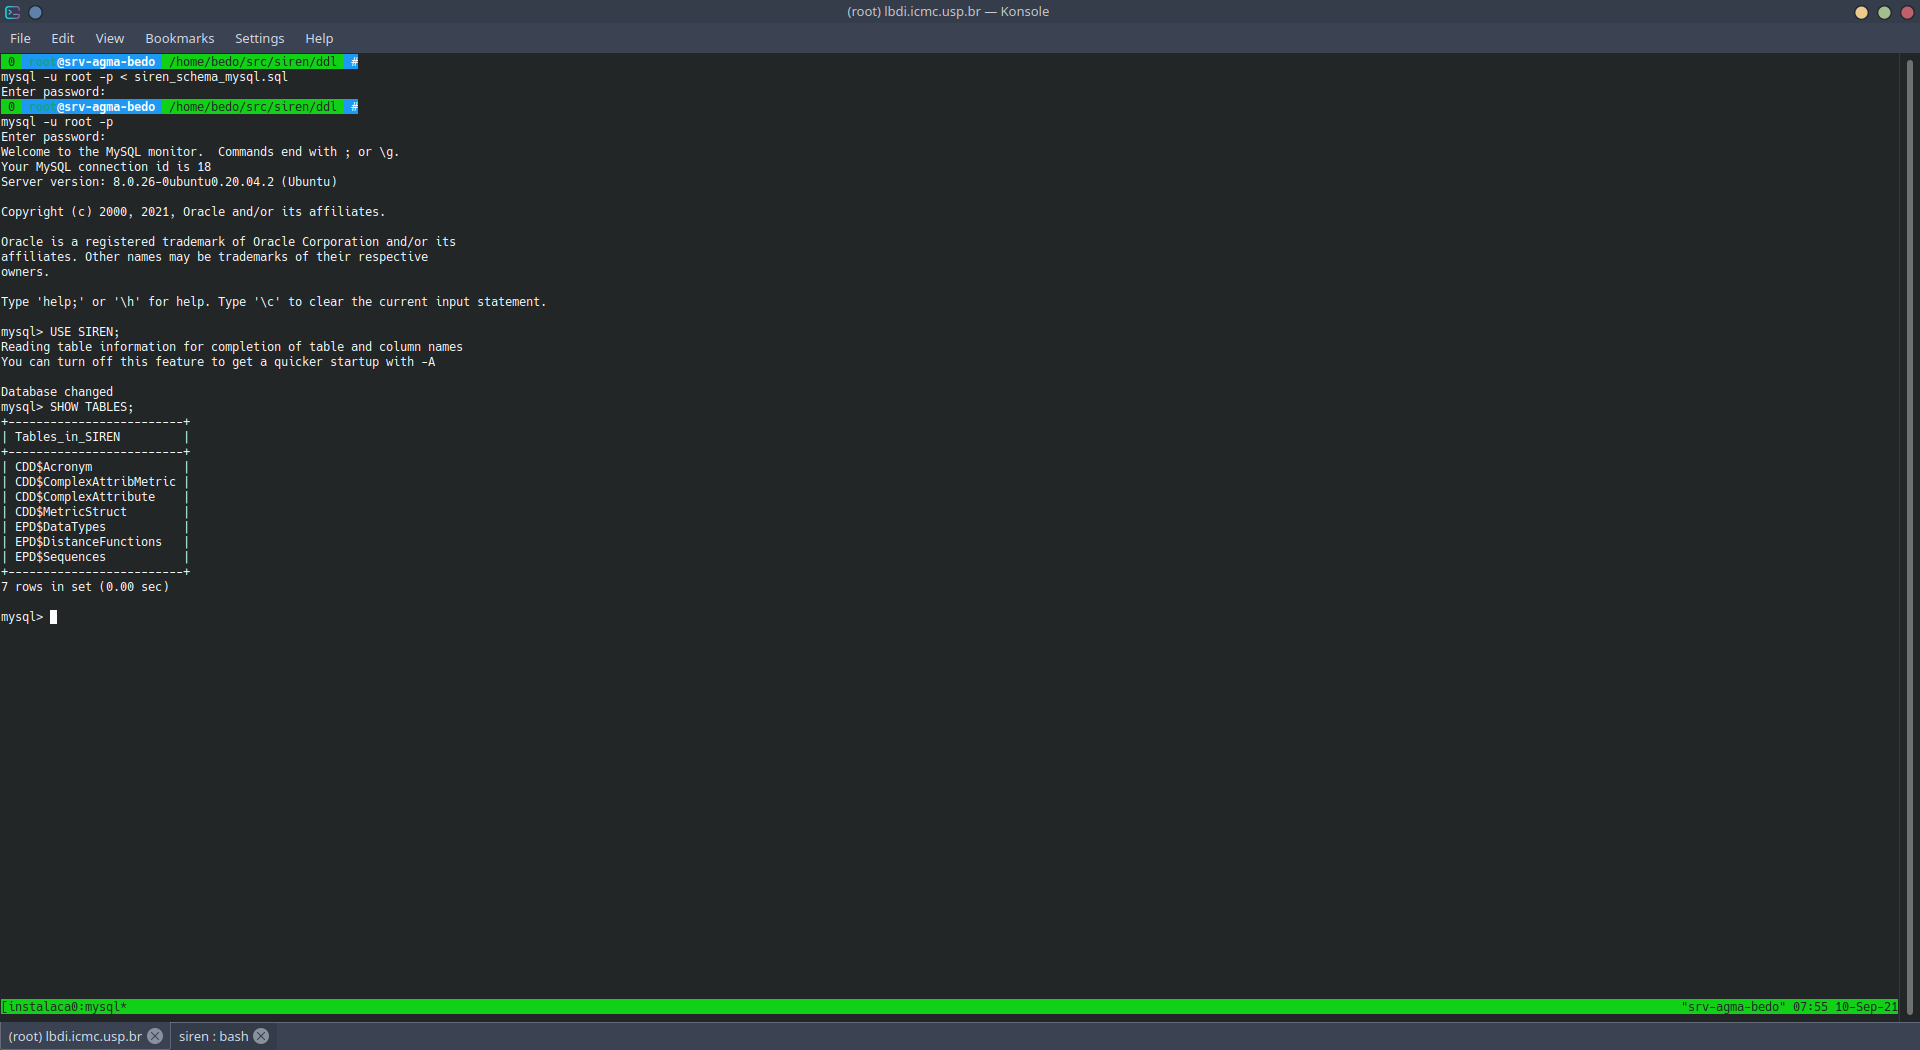 (root) lbdi.icmc.usp.br — Konsole
File Edit View Bookmarks Settings Help
0 root@srv-agma-bedo /home/bedo/src/siren/ddl #
mysql -u root -p < siren_schema_mysql.sql
Enter password:
0 root@srv-agma-bedo /home/bedo/src/siren/ddl #
mysql -u root -p
Enter password:
Welcome to the MySQL monitor.  Commands end with ; or \g.
Your MySQL connection id is 18
Server version: 8.0.26-0ubuntu0.20.04.2 (Ubuntu)
Copyright (c) 2000, 2021, Oracle and/or its affiliates.
Oracle is a registered trademark of Oracle Corporation and/or its
affiliates. Other names may be trademarks of their respective
owners.
Type 'help;' or '\h' for help. Type '\c' to clear the current input statement.
mysql> USE SIREN;
Reading table information for completion of table and column names
You can turn off this feature to get a quicker startup with -A
Database changed
mysql> SHOW TABLES;
+-------------------------+
| Tables_in_SIREN         |
+-------------------------+
| CDD$Acronym             |
| CDD$ComplexAttribMetric |
| CDD$ComplexAttribute    |
| CDD$MetricStruct        |
| EPD$DataTypes           |
| EPD$DistanceFunctions   |
| EPD$Sequences           |
+-------------------------+
7 rows in set (0.00 sec)
mysql>
[instalaca0:mysql* "srv-agma-bedo" 07:55 10-Sep-21
(root) lbdi.icmc.usp.br siren : bash